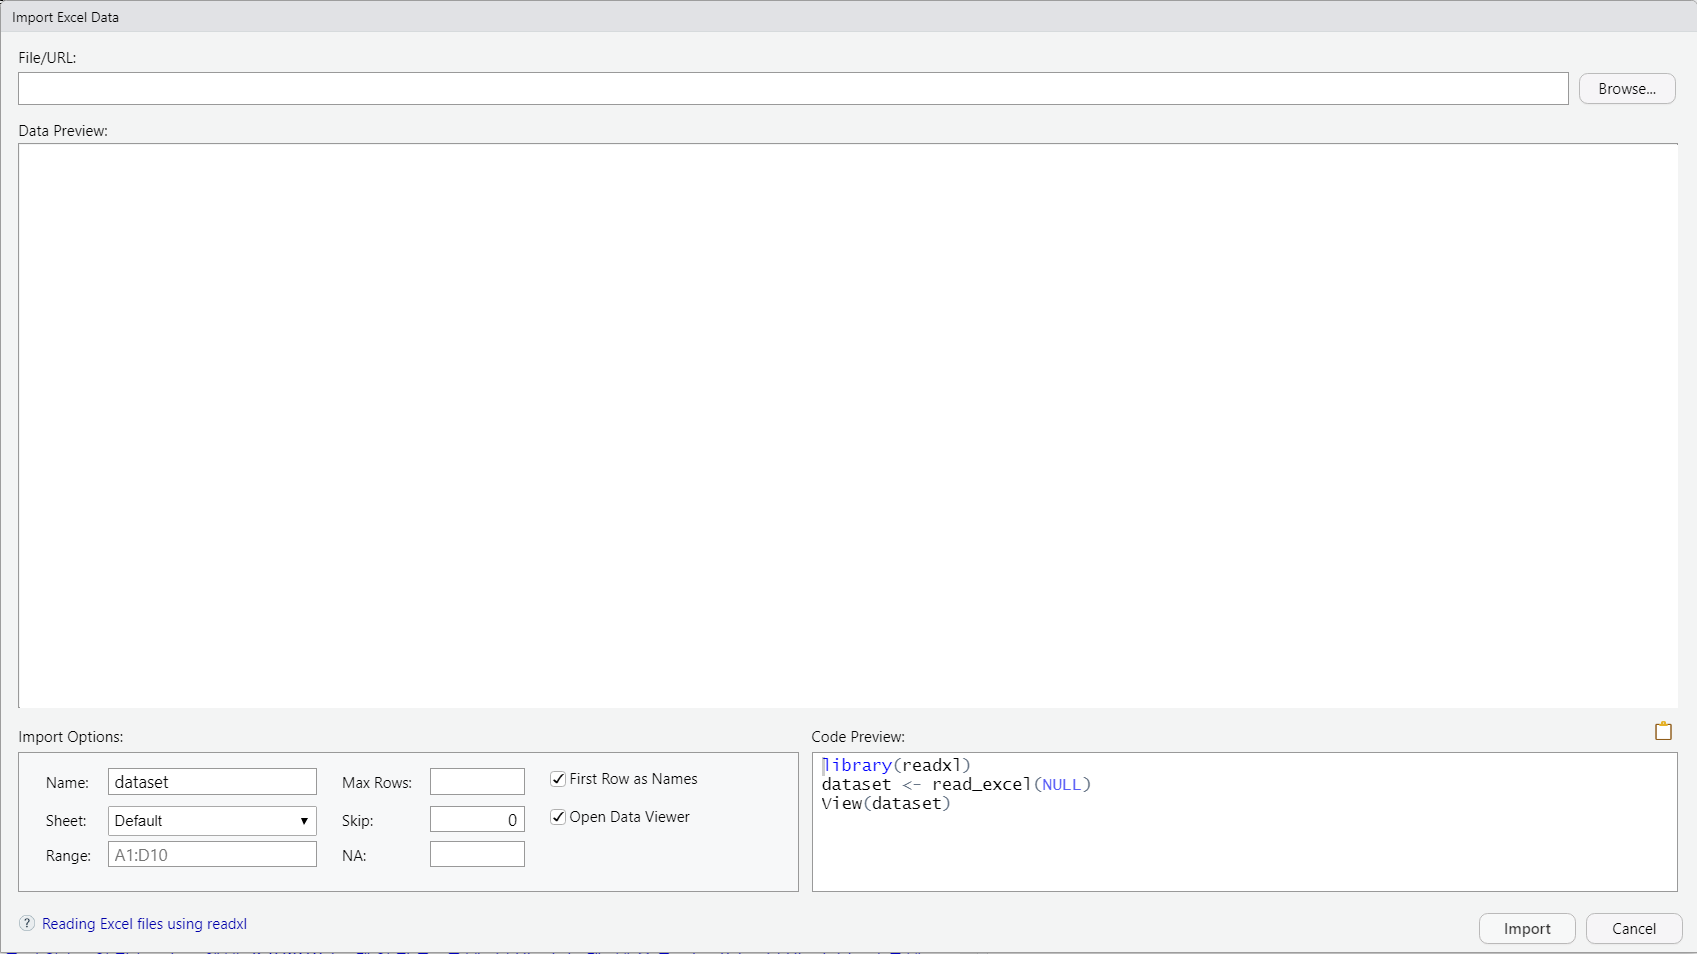 Import Excel Data
File/URL:
Browse...
Data Preview:
Import Options:
Name: dataset
Max Rows:
First Row as Names
Sheet: Default
Skip: 0
Open Data Viewer
Range: A1:D10
NA:
Code Preview:
library(readxl)
dataset <- read_excel(NULL)
View(dataset)
? Reading Excel files using readxl
Import
Cancel